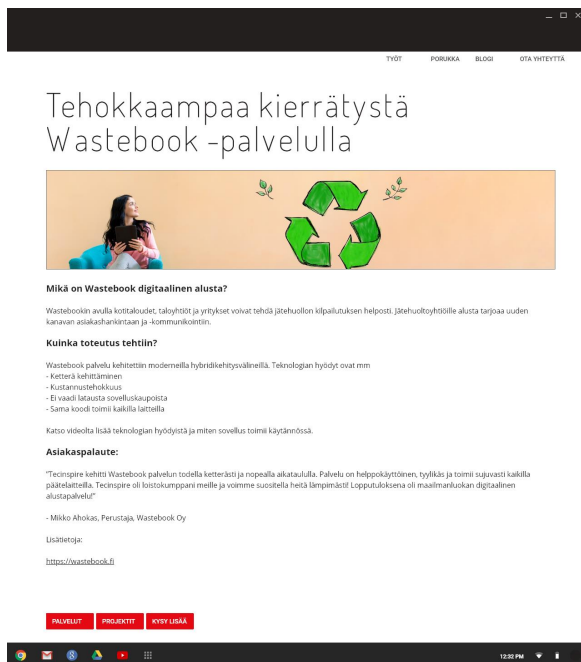 TYÖT PORUKKA BLOGI OTA YHTEYTTÄ
Tehokkaampaa kierrätystä
Wastebook -palvelulla
Mikä on Wastebook digitaalinen alusta?
Wastebookin avulla kotitaloudet, taloyhtiöt ja yritykset voivat tehdä jätehuollon kilpailutuksen helposti. Jätehuoltoyhtiöille alusta tarjoaa uuden
kanavan asiakashankintaan ja -kommunikointiin.
Kuinka toteutus tehtiin?
Wastebook palvelu kehitettiin moderneilla hybridikehitysvälineillä. Teknologian hyödyt ovat mm
- Ketterä kehittäminen
- Kustannustehokkuus
- Ei vaadi latausta sovelluskaupoista
- Sama koodi toimii kaikilla laitteilla
Katso videolta lisää teknologian hyödyistä ja miten sovellus toimii käytännössä.
Asiakaspalaute:
"Tecinspire kehitti Wastebook palvelun todella ketterästi ja nopealla aikataululla. Palvelu on helppokäyttöinen, tyylikäs ja toimii sujuvasti kaikilla
päätelaitteilla. Tecinspire oli loistokumppani meille ja voimme suositella heitä lämpimästi! Lopputuloksena oli maailmanluokan digitaalinen
alustapalvelu!"
- Mikko Ahokas, Perustaja, Wastebook Oy
Lisätietoja:
https://wastebook.fi
PALVELUT PROJEKTIT KYSY LISÄÄ
12:32 PM